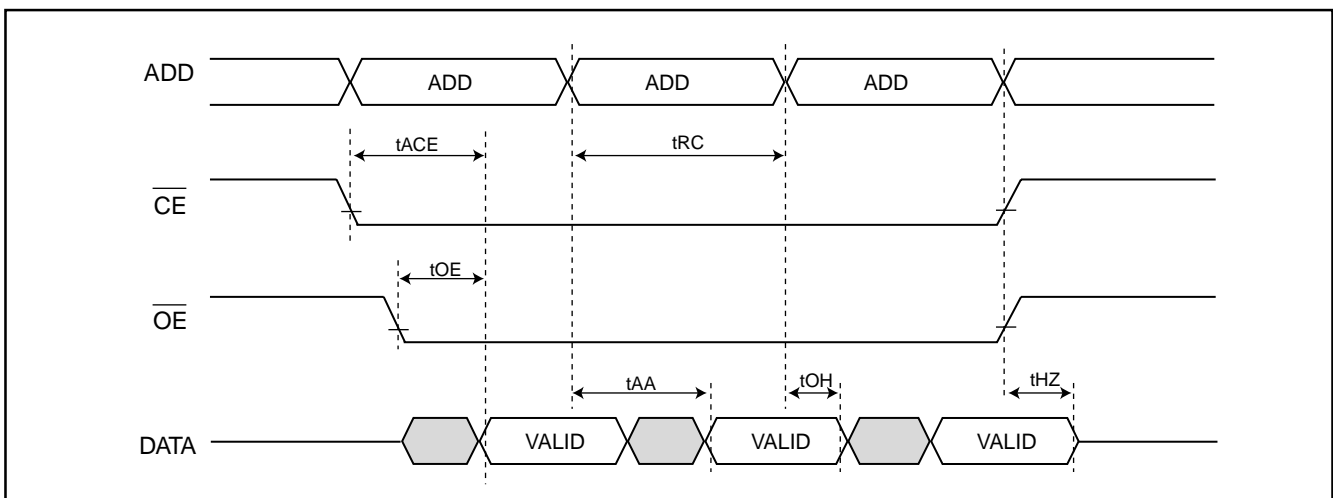 ADD ADD ADD ADD
tACE tRC
CE
tOE
OE
tAA tOH tHZ
DATA VALID VALID VALID